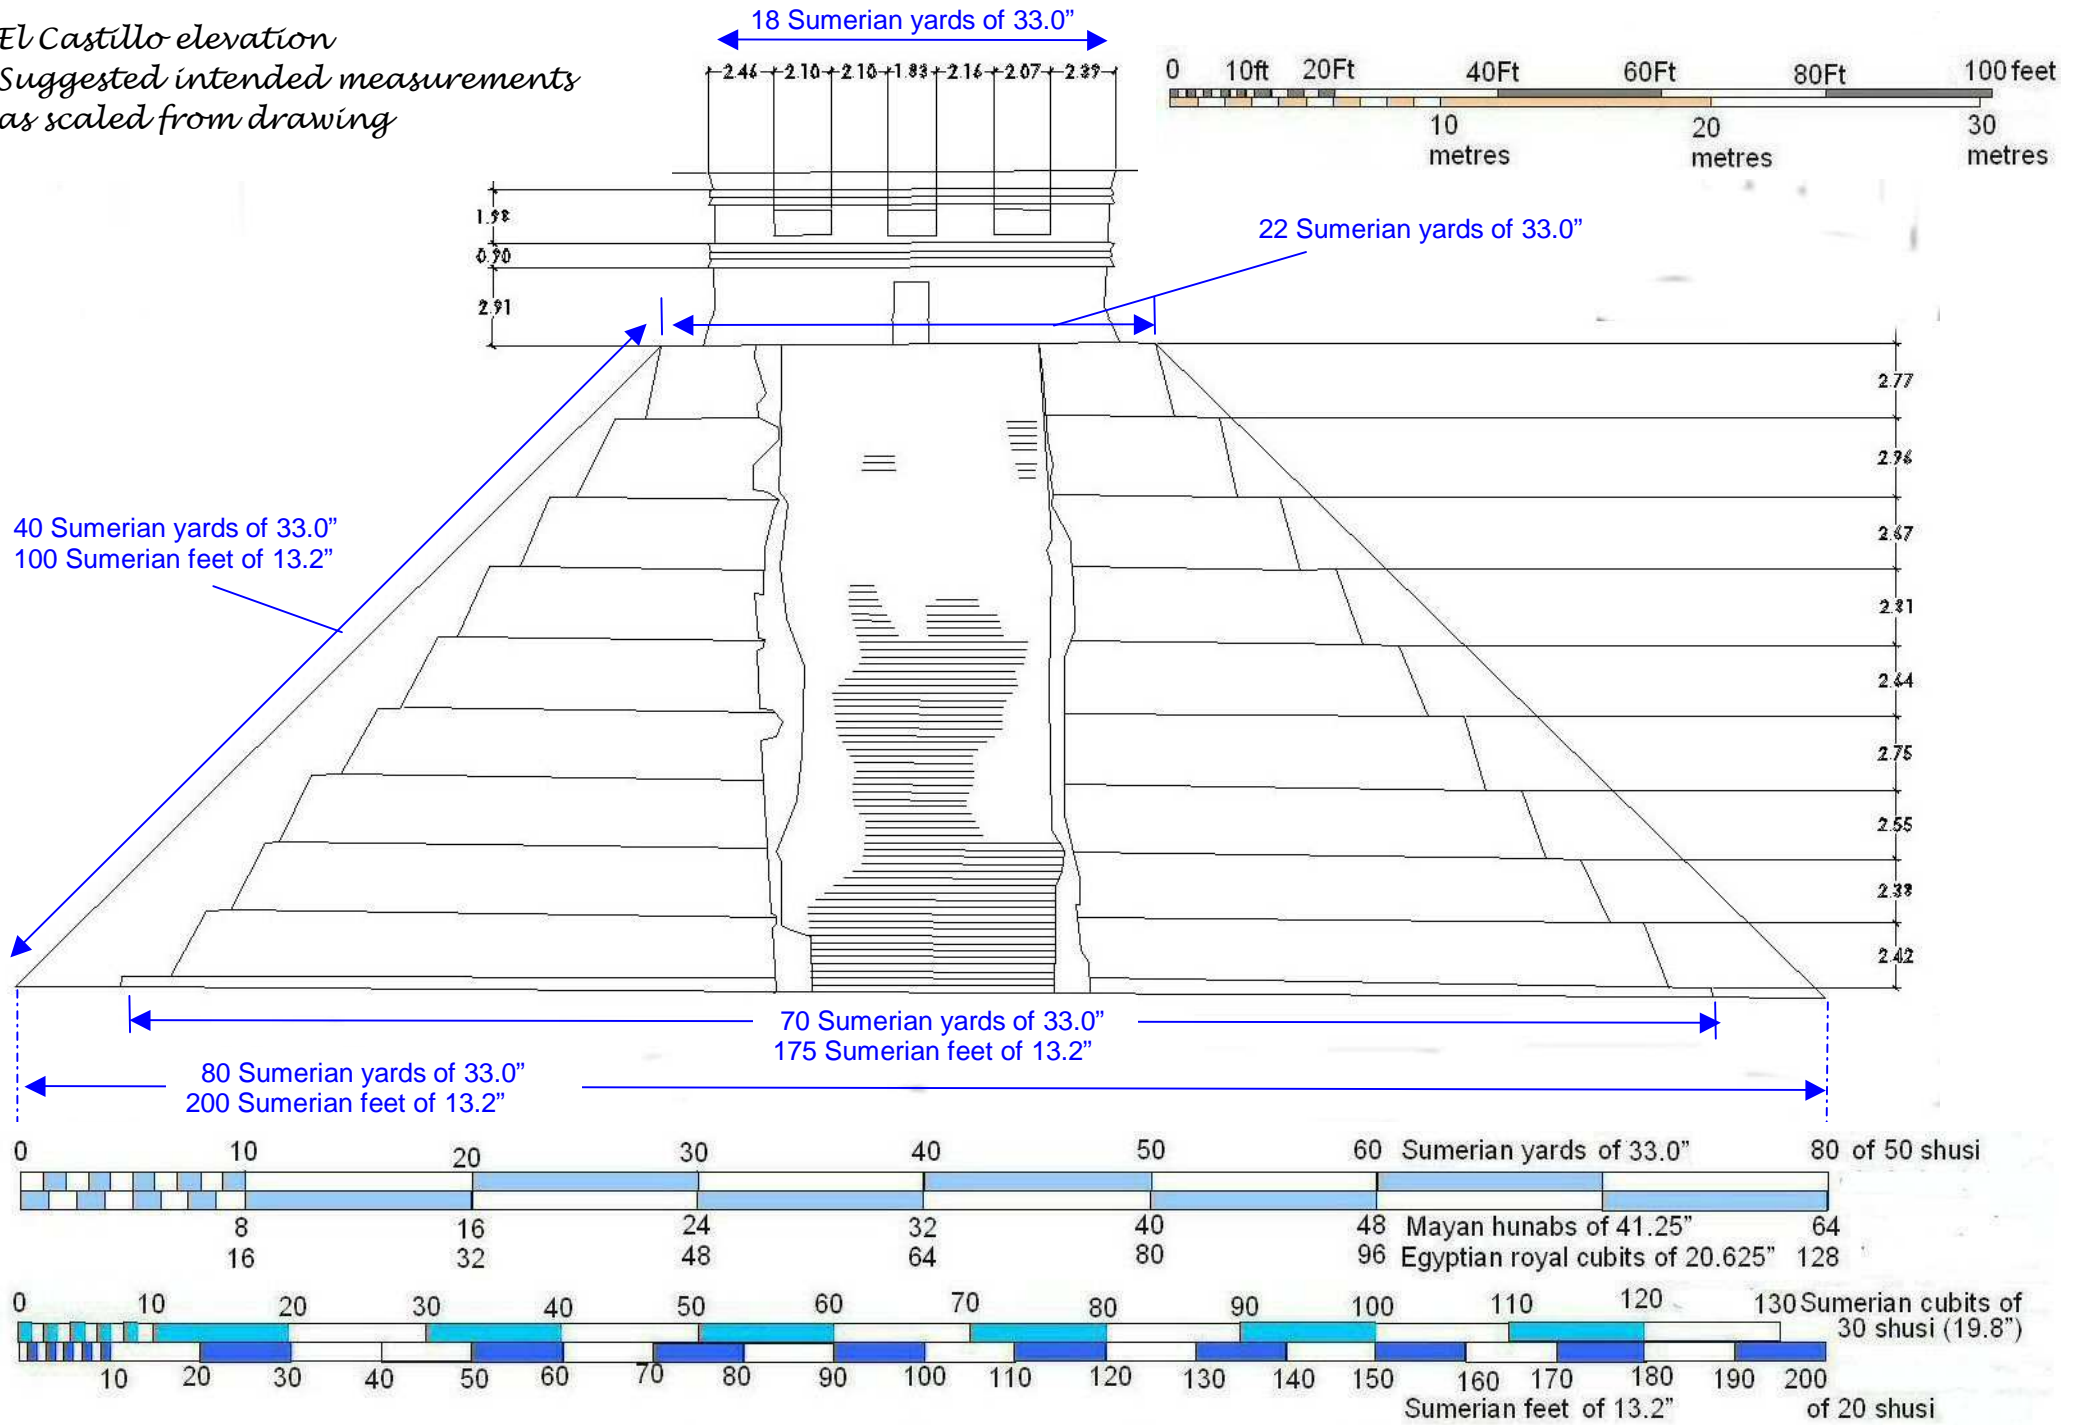 18 Sumerian yards of 33.0”
El Castillo elevation
Suggested intended measurements
as scaled from drawing
2.46 2.10 2.10 1.83 2.16 2.07 2.39
0 10ft 20Ft 40Ft 60Ft 80Ft 100 feet
10 20 30
metres metres metres
1.98
0.90
2.91
22 Sumerian yards of 33.0”
2.77
2.96
2.67
2.81
2.64
2.75
2.55
2.38
2.42
40 Sumerian yards of 33.0”
100 Sumerian feet of 13.2”
70 Sumerian yards of 33.0”
175 Sumerian feet of 13.2”
80 Sumerian yards of 33.0”
200 Sumerian feet of 13.2”
0 10 20 30 40 50 60 Sumerian yards of 33.0” 80 of 50 shusi
8 16 24 32 40 48 Mayan hunabs of 41.25” 64
16 32 48 64 80 96 Egyptian royal cubits of 20.625” 128
0 10 20 30 40 50 60 70 80 90 100 110 120 130 Sumerian cubits of
30 shusi (19.8”)
10 20 30 40 50 60 70 80 90 100 110 120 130 140 150 160 170 180 190 200
Sumerian feet of 13.2” of 20 shusi